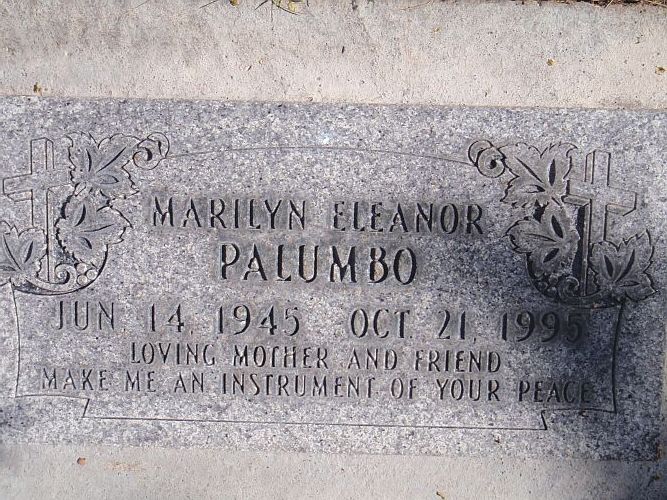 MARILYN ELEANOR
PALUMBO
JUN. 14, 1945 OCT. 21, 1995
LOVING MOTHER AND FRIEND
MAKE ME AN INSTRUMENT OF YOUR PEACE